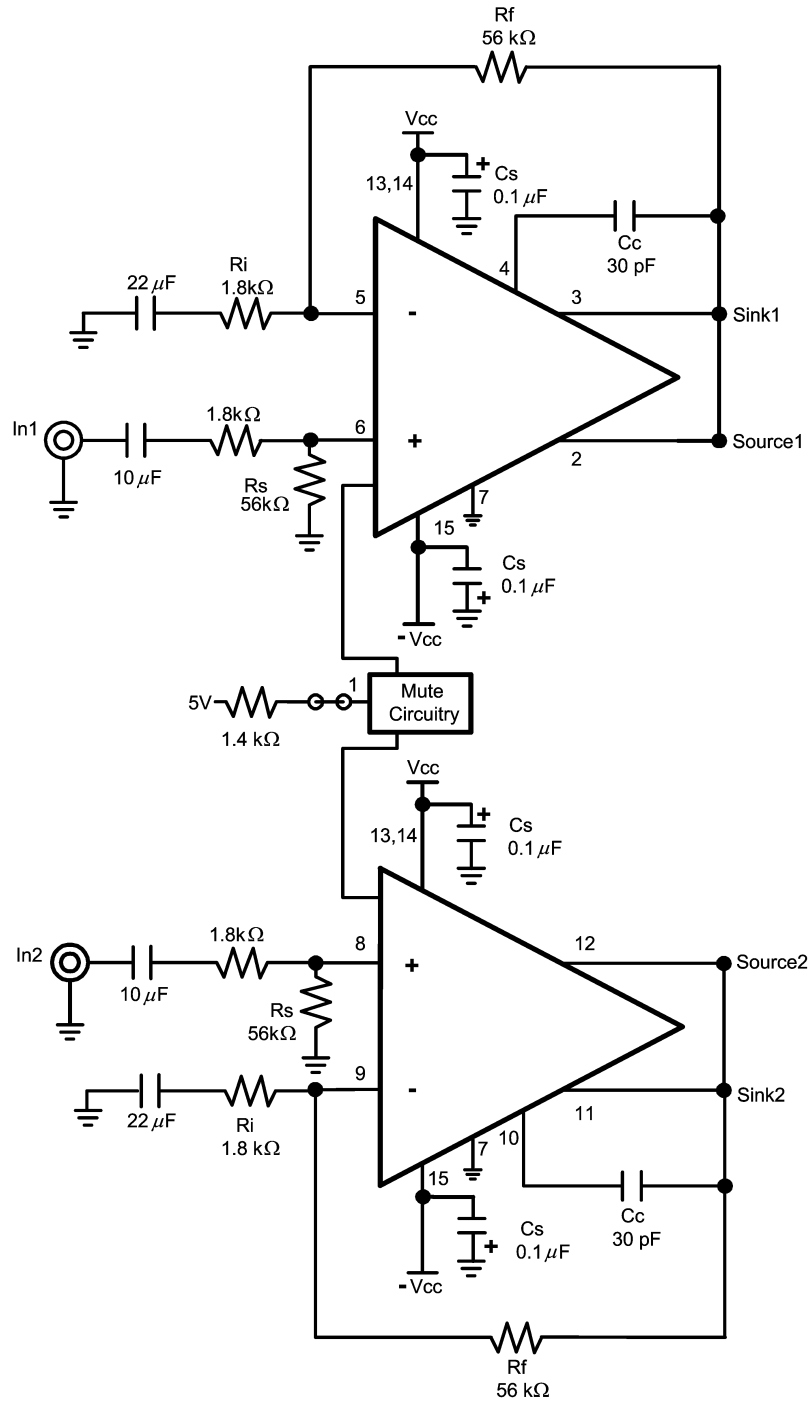 Rf
56 kΩ
Vcc
+
Cs
0.1 μF
13,14
4
Cc
30 pF
22 μF
Ri
1.8kΩ
5
-
3
Sink1
In1
10 μF
1.8kΩ
6
+
Rs
56kΩ
2
Source1
7
15
Cs
0.1 μF
+
-Vcc
5V
1.4 kΩ
1
Mute
Circuitry
Vcc
+
Cs
0.1 μF
13,14
In2
10 μF
1.8kΩ
8
+
Rs
56kΩ
12
Source2
9
-
22 μF
Ri
1.8 kΩ
11
Sink2
10
7
15
Cc
30 pF
Cs
0.1 μF
+
-Vcc
Rf
56 kΩ